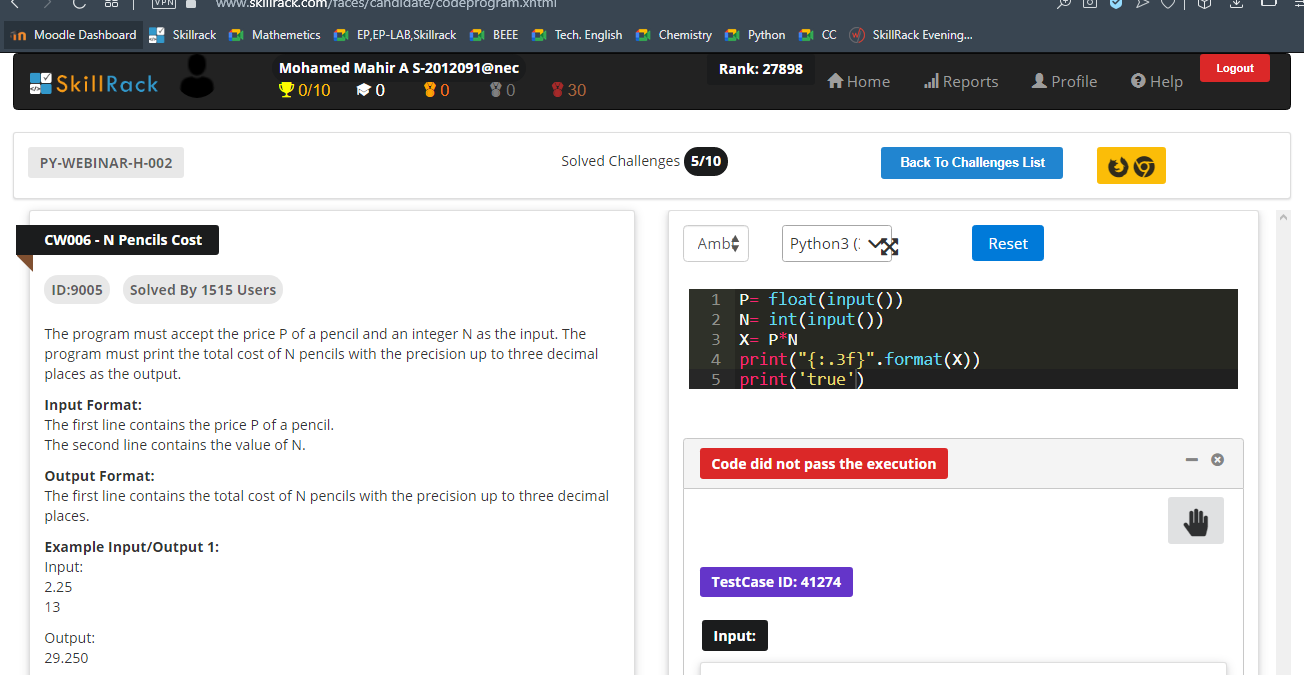 VPN
www.skillrack.com/faces/candidate/codeprogram.xhtml
Moodle Dashboard Skillrack Mathemetics EP,EP-LAB,Skillrack BEEE Tech. English Chemistry Python CC SkillRack Evening...
SkillRack
Mohamed Mahir A S-2012091@nec
0/10 0 0 0 30
Rank: 27898
Home Reports Profile Help
Logout
PY-WEBINAR-H-002
Solved Challenges 5/10
Back To Challenges List
CW006 - N Pencils Cost
ID:9005 Solved By 1515 Users
The program must accept the price P of a pencil and an integer N as the input. The
program must print the total cost of N pencils with the precision up to three decimal
places as the output.
Input Format:
The first line contains the price P of a pencil.
The second line contains the value of N.
Output Format:
The first line contains the total cost of N pencils with the precision up to three decimal
places.
Example Input/Output 1:
Input:
2.25
13
Output:
29.250
Amb Python3 (: Reset
1 P= float(input())
2 N= int(input())
3 X= P*N
4 print("{:.3f}".format(X))
5 print('true')
Code did not pass the execution
TestCase ID: 41274
Input: